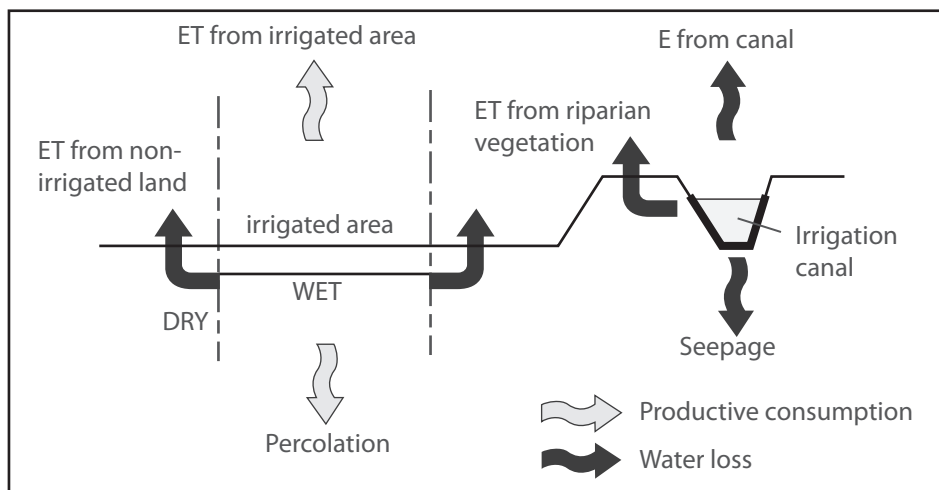 ET from irrigated area
E from canal
ET from riparian
vegetation
ET from non-
irrigated land
irrigated area
Irrigation
canal
WET
DRY
Seepage
Percolation
Productive consumption
Water loss